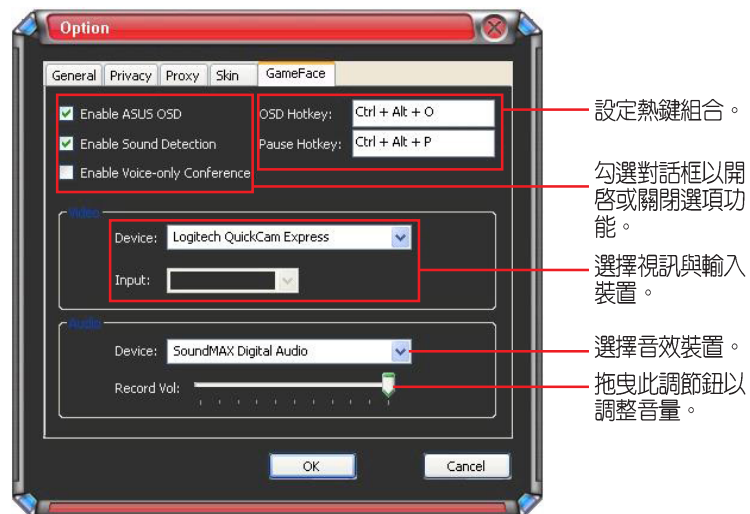 Option
General Privacy Proxy Skin GameFace
Enable ASUS OSD
Enable Sound Detection
Enable Voice-only Conference
OSD Hotkey: Ctrl + Alt + O
Pause Hotkey: Ctrl + Alt + P
設定熱鍵組合。
勾選對話框以開
啓或關閉選項功
能。
Video
Device: Logitech QuickCam Express
Input:
選擇視訊與輸入
裝置。
Audio
Device: SoundMAX Digital Audio
選擇音效裝置。
Record Vol:
拖曳此調節鈕以
調整音量。
OK Cancel